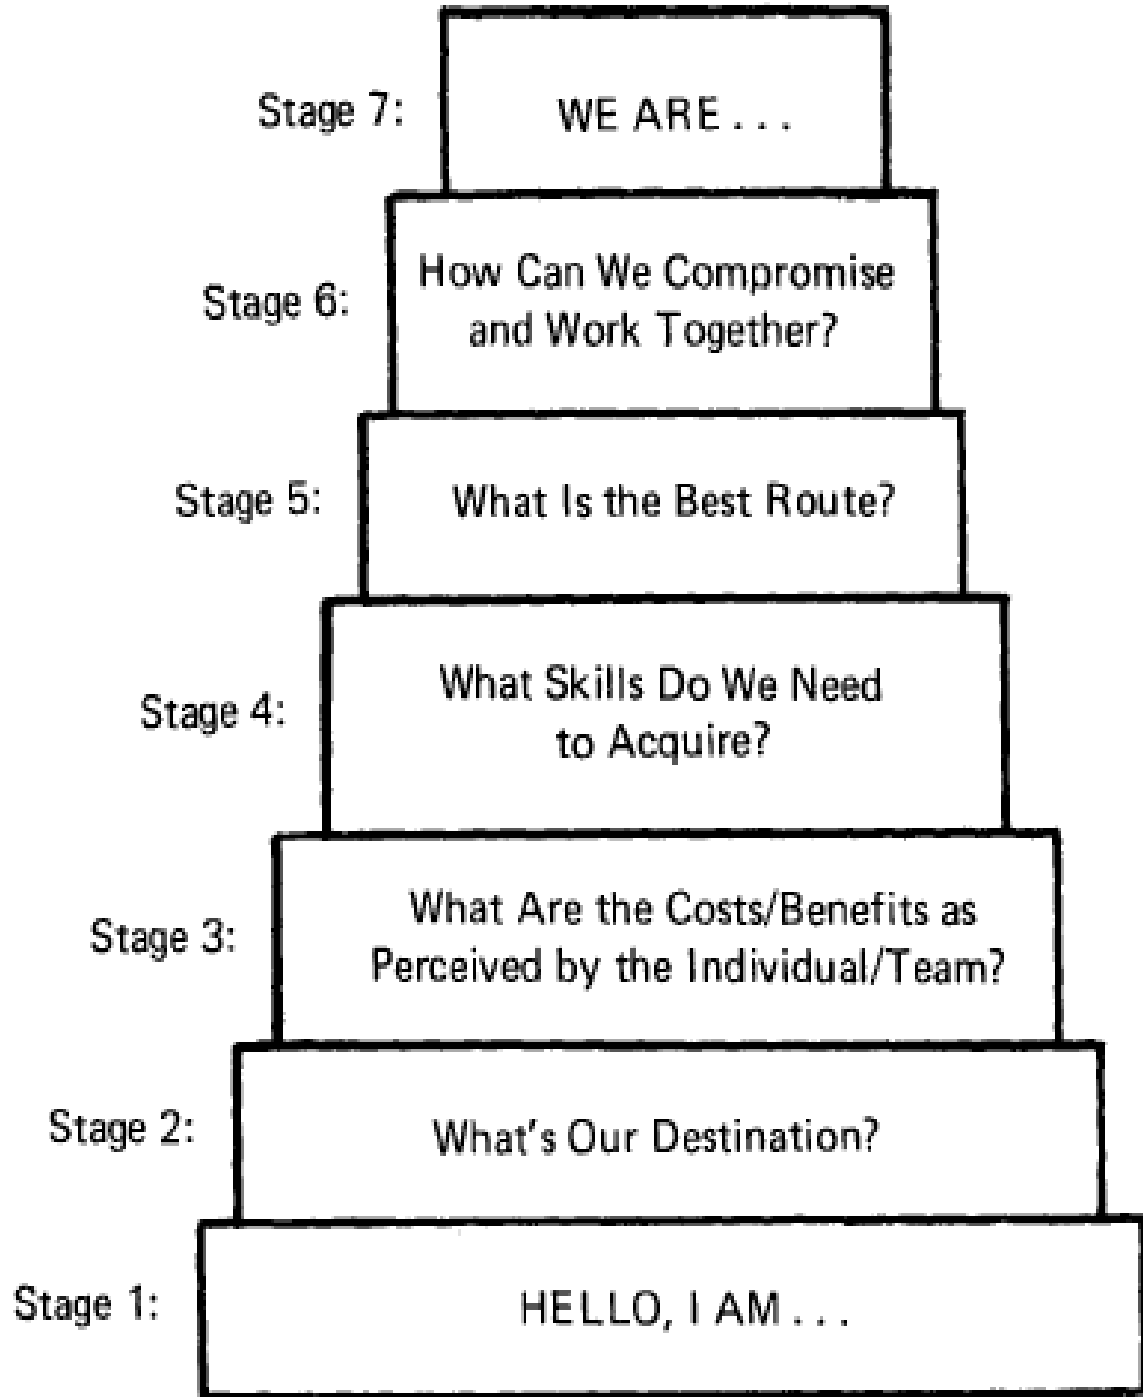 Stage 7:
WE ARE . . .
Stage 6:
How Can We Compromise
and Work Together?
Stage 5:
What Is the Best Route?
Stage 4:
What Skills Do We Need
to Acquire?
Stage 3:
What Are the Costs/Benefits as
Perceived by the Individual/Team?
Stage 2:
What's Our Destination?
Stage 1:
HELLO, I AM . . .